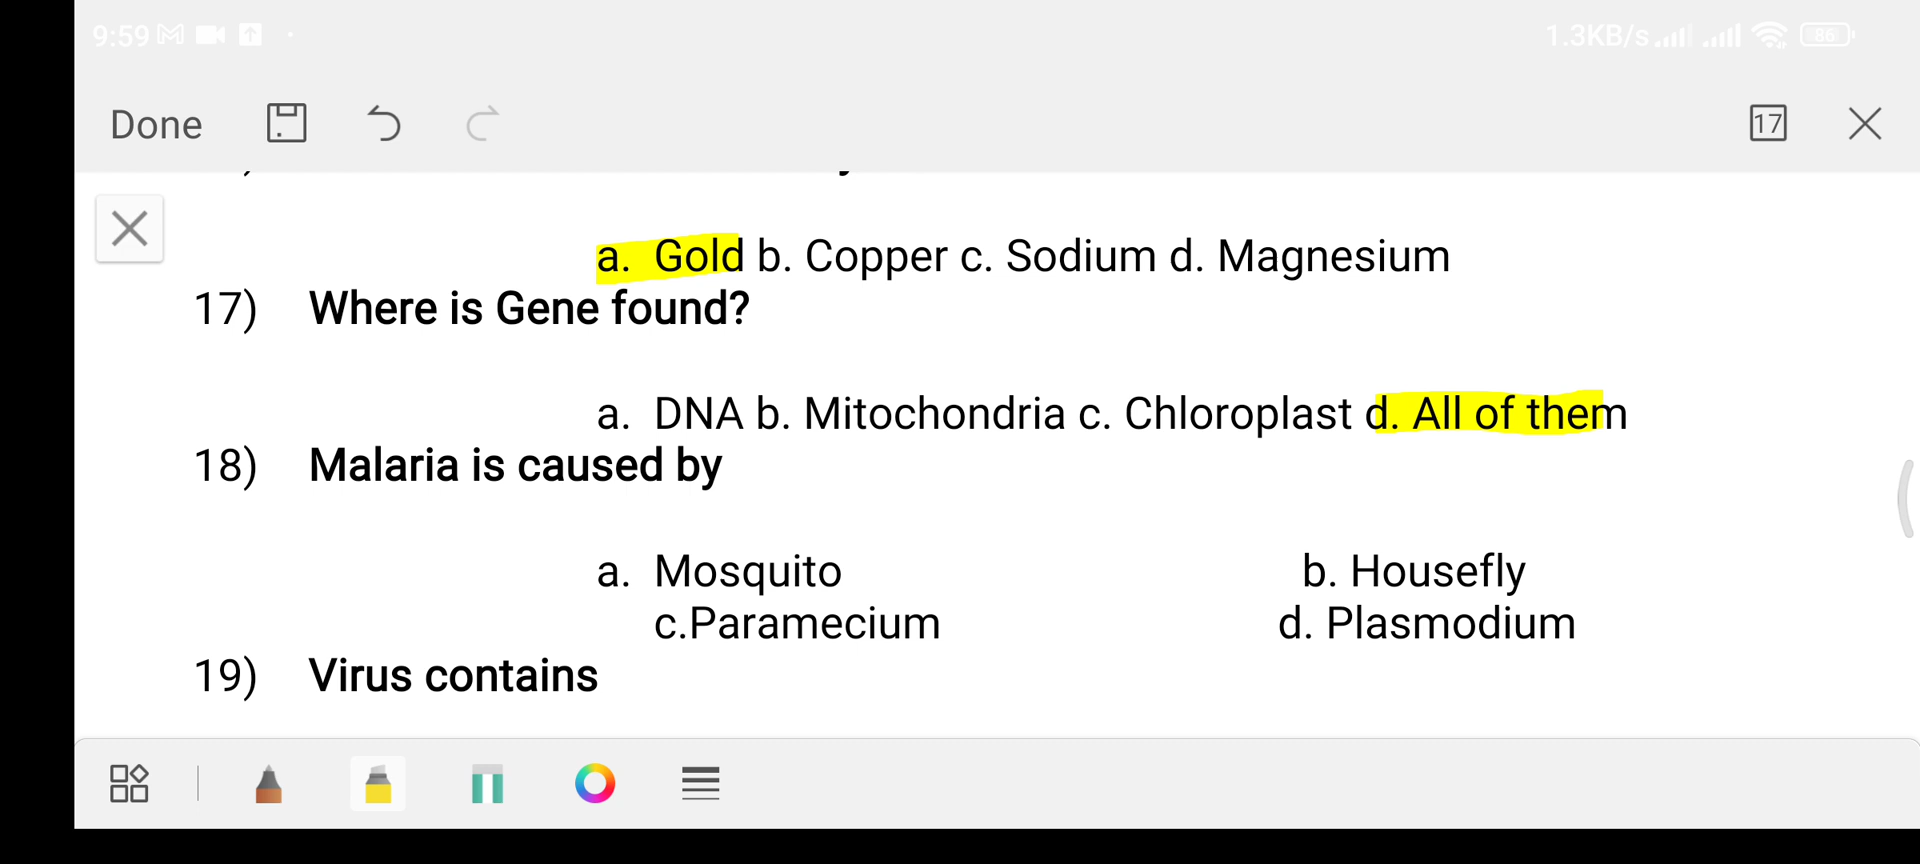 9:59
1.3KB/s 86
Done 17
a. Gold b. Copper c. Sodium d. Magnesium
17) Where is Gene found?
a. DNA b. Mitochondria c. Chloroplast d. All of them
18) Malaria is caused by
a. Mosquito b. Housefly
c.Paramecium d. Plasmodium
19) Virus contains